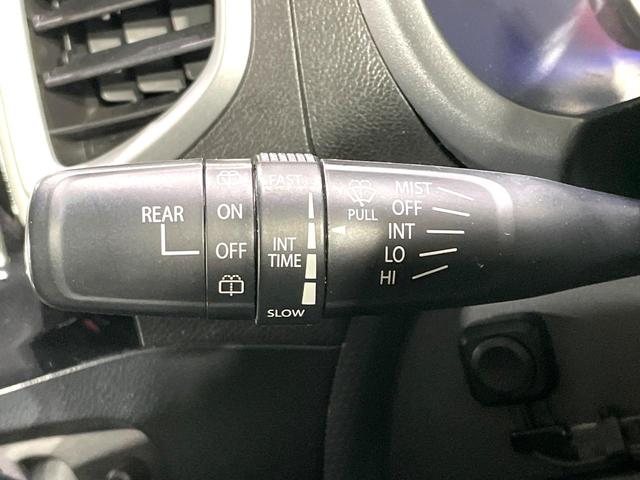 REAR
ON
OFF
FAST
INT
TIME
SLOW
PULL
MIST
OFF
INT
LO
HI